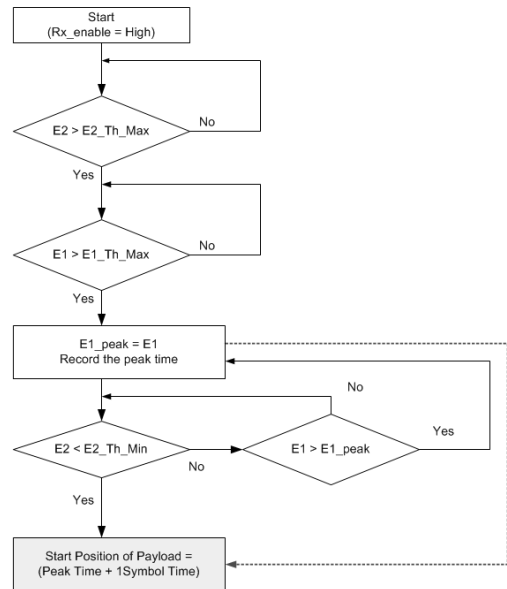 Start
(Rx_enable = High)
E2 > E2_Th_Max
No
Yes
E1 > E1_Th_Max
No
Yes
E1_peak = E1
Record the peak time
No
E2 < E2_Th_Min
E1 > E1_peak
Yes
No
Yes
Start Position of Payload =
(Peak Time + 1Symbol Time)